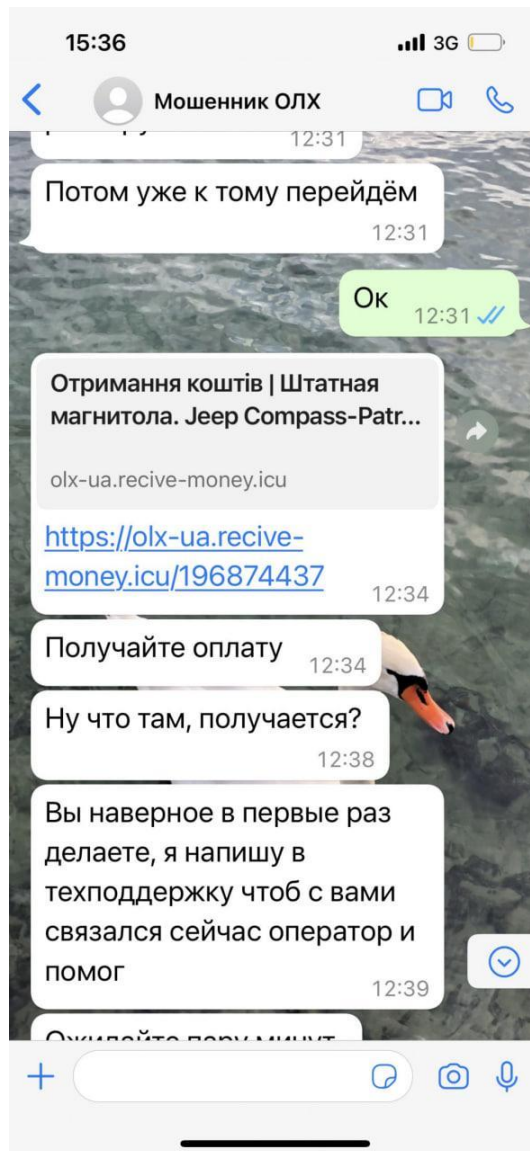 15:36
3G
Мошенник ОЛХ
12:31
Потом уже к тому перейдём
12:31
Ок
12:31
Отримання коштів | Штатная
магнитола. Jeep Compass-Patr...
olx-ua.recive-money.icu
https://olx-ua.recive-
money.icu/196874437
12:34
Получайте оплату
12:34
Ну что там, получается?
12:38
Вы наверное в первые раз
делаете, я напишу в
техподдержку чтоб с вами
связался сейчас оператор и
помог
12:39
Ожидайте пару минут